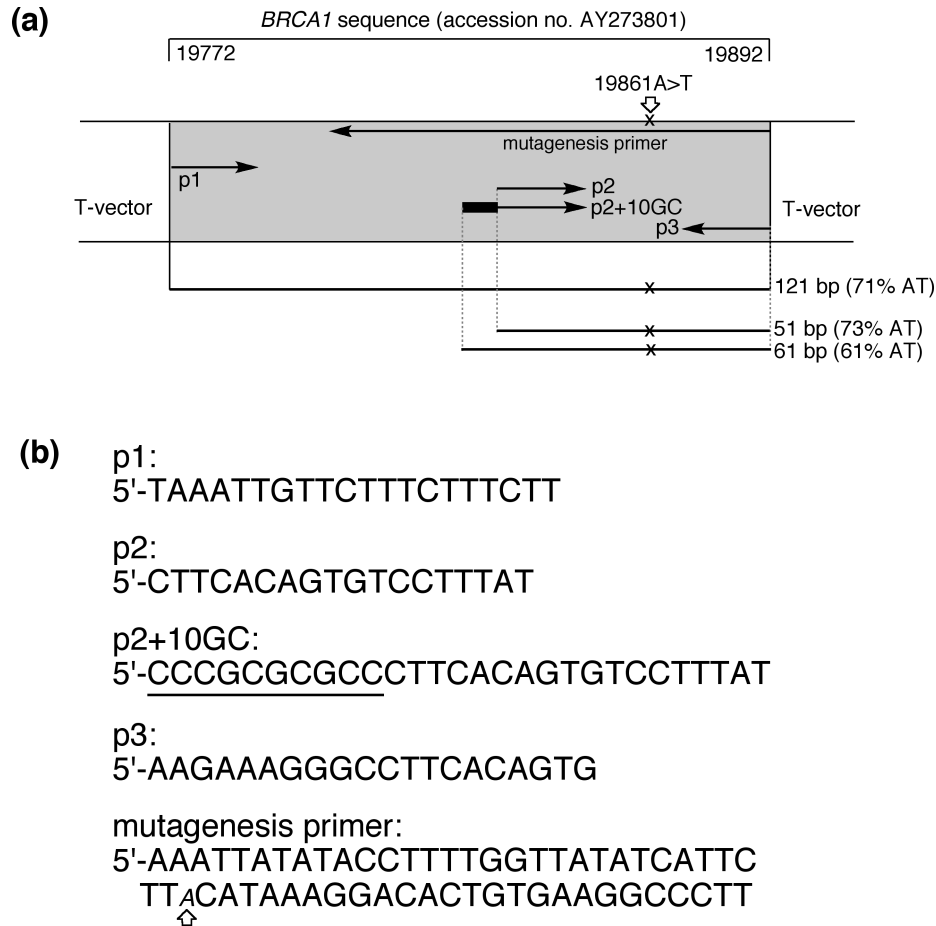 (a)
BRCA1 sequence (accession no. AY273801)
19772
19892
19861A>T
x
mutagenesis primer
p1
p2
T-vector
p2+10GC
T-vector
p3
x
121 bp (71% AT)
x
51 bp (73% AT)
x
61 bp (61% AT)
(b)
p1:
5'-TAAATTGTTCTTTCTTTCTT
p2:
5'-CTTCACAGTGTCCTTTAT
p2+10GC:
5'-CCCGCGCGCCCTTCACAGTGTCCTTTAT
p3:
5'-AAGAAAGGGCCTTCACAGTG
mutagenesis primer:
5'-AAATTATATACCTTTTGGTTATATCATTC
TTACATAAAGGACACTGTGAAGGCCCTT